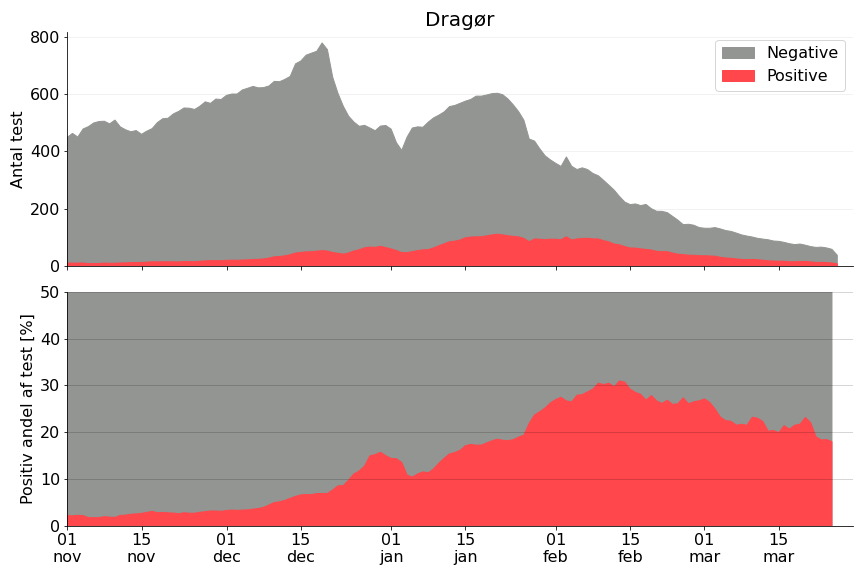 Dragør
Antal test
800
600
400
200
0
Negative
Positive
Positiv andel af test [%]
50
40
30
20
10
0
01 15 01 15 01 15 01 15 01 15
nov nov dec dec jan jan feb feb mar mar